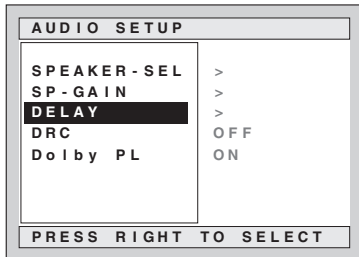 AUDIO SETUP
SPEAKER-SEL >
SP-GAIN >
DELAY >
DRC OFF
Dolby PL ON
PRESS RIGHT TO SELECT